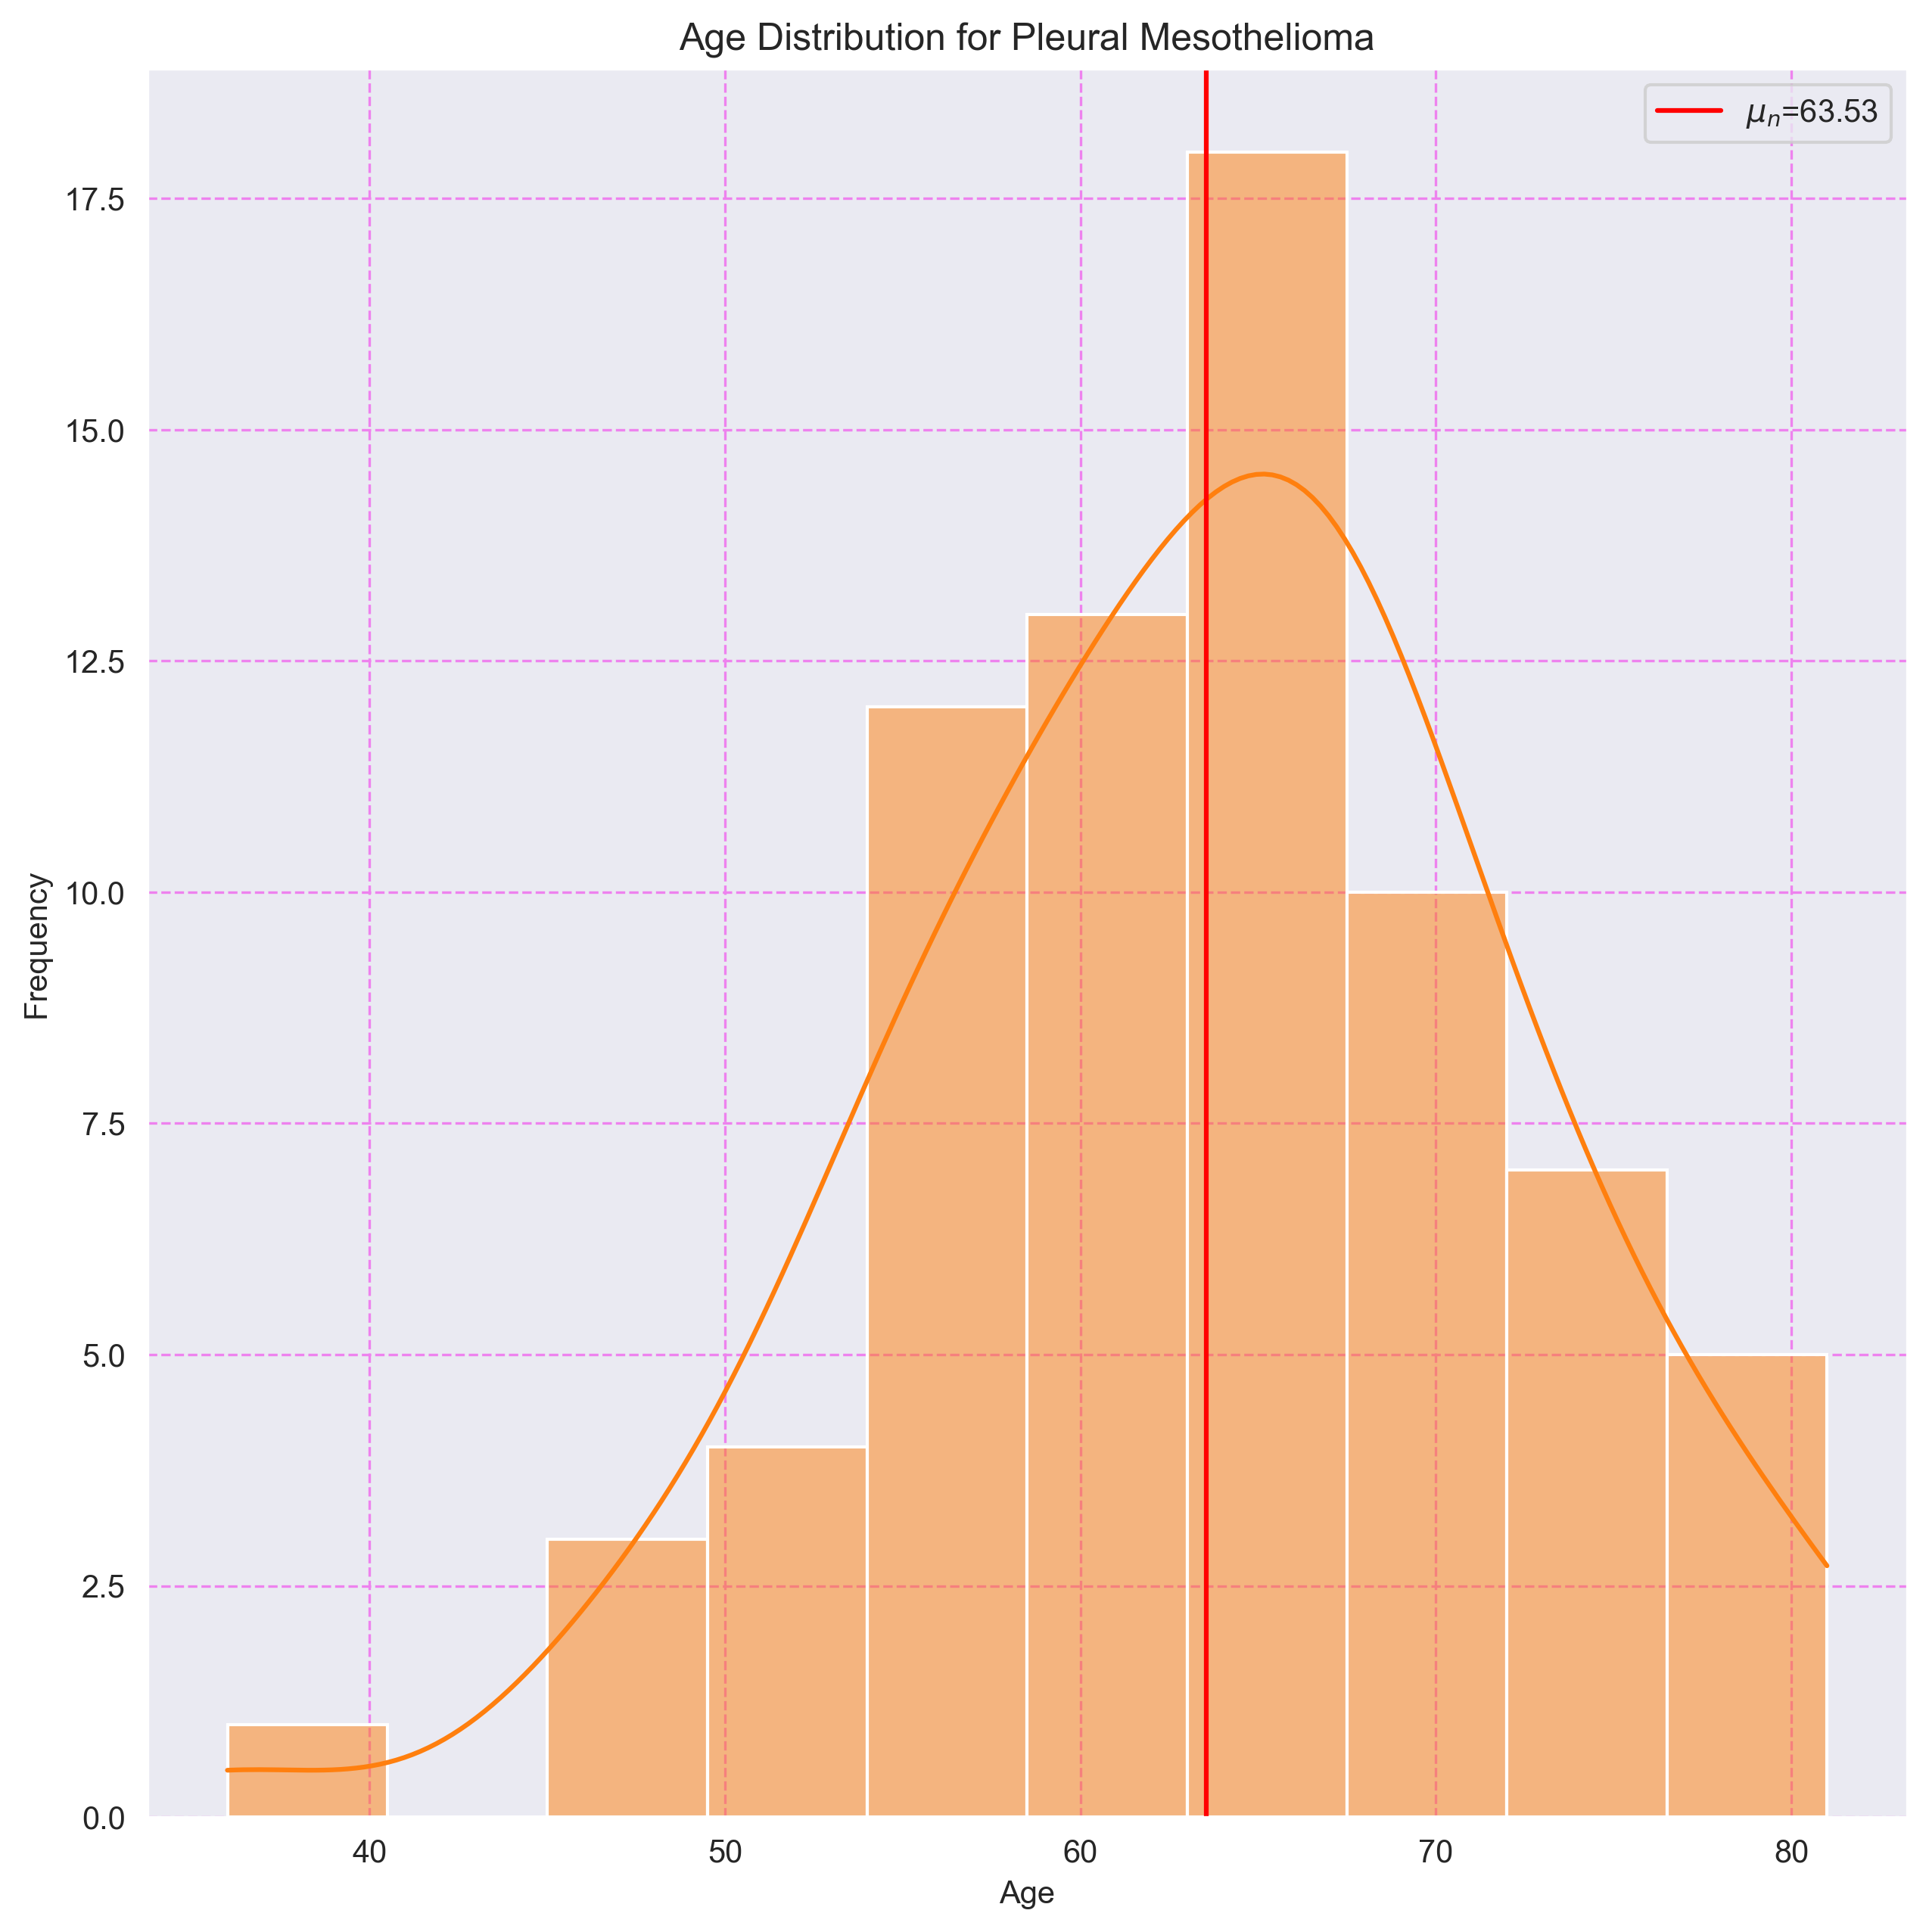 Age Distribution for Pleural Mesothelioma
μn=63.53
17.5
15.0
12.5
10.0
7.5
5.0
2.5
0.0
Frequency
40 50 60 70 80
Age